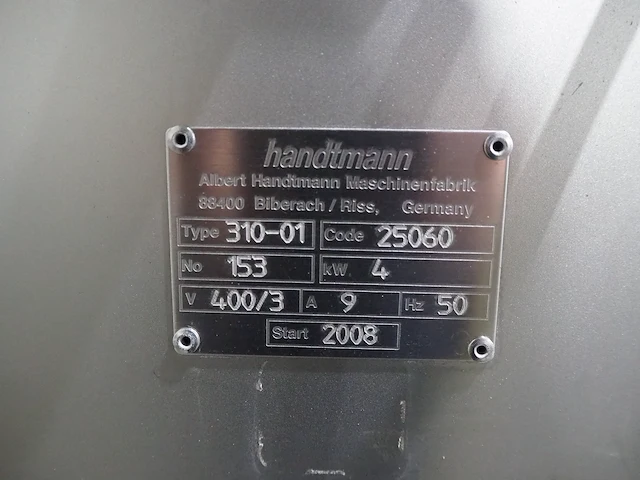 handtmann
Albert Handtmann Maschinenfabrik
88400 Biberach/Riss, Germany
Type 310-01 Code 25060
No 153 kW 4
V 400/3 A 9 Hz 50
Start 2008